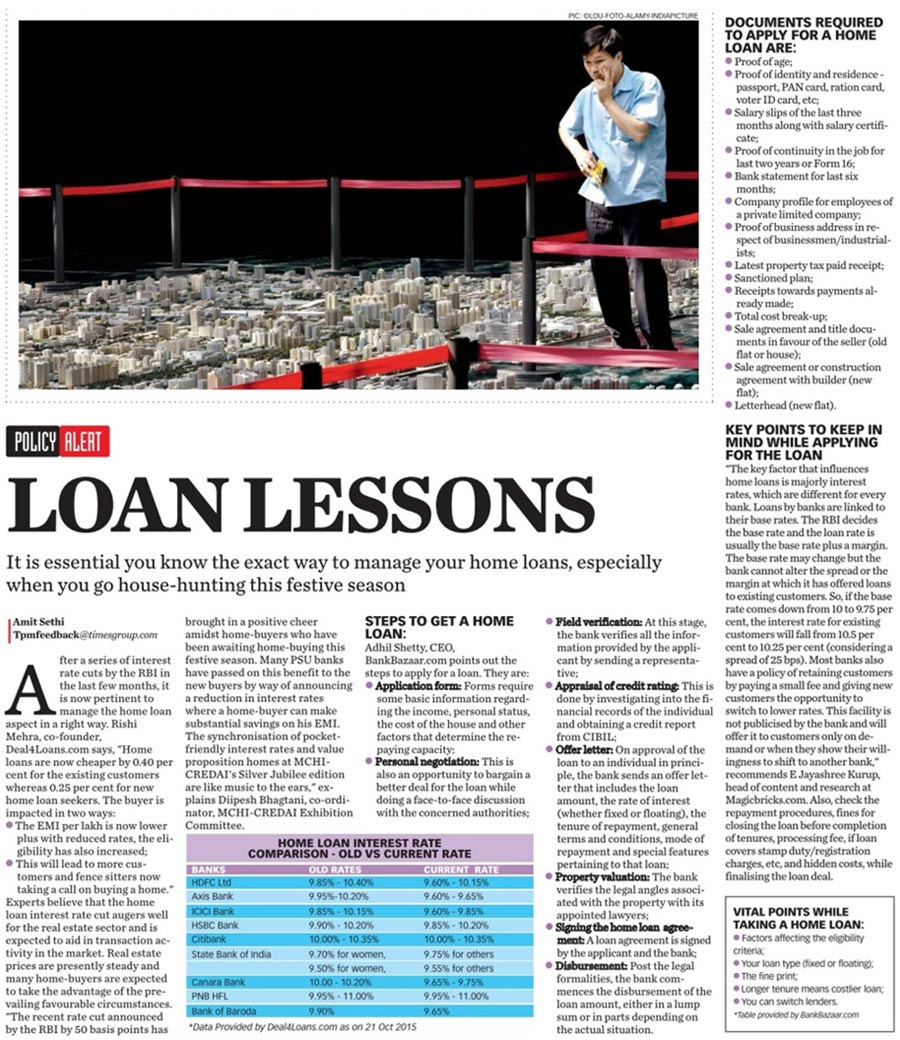 PIC: ©LOU-FOTO-ALAMY-INDIAPICTURE
POLICY ALERT
LOAN LESSONS
It is essential you know the exact way to manage your home loans, especially
when you go house-hunting this festive season
Amit Sethi
Tpmfeedback@timesgroup.com
After a series of interest
rate cuts by the RBI in
the last few months, it
is now pertinent to
manage the home loan
aspect in a right way. Rishi
Mehra, co-founder,
Deal4Loans.com says, "Home
loans are now cheaper by 0.40 per
cent for the existing customers
whereas 0.25 per cent for new
home loan seekers. The buyer is
impacted in two ways:
● The EMI per lakh is now lower
plus with reduced rates, the eli-
gibility has also increased;
● This will lead to more cus-
tomers and fence sitters now
taking a call on buying a home."
Experts believe that the home
loan interest rate cut augers well
for the real estate sector and is
expected to aid in transaction ac-
tivity in the market. Real estate
prices are presently steady and
many home-buyers are expected
to take the advantage of the pre-
vailing favourable circumstances.
"The recent rate cut announced
by the RBI by 50 basis points has
brought in a positive cheer
amidst home-buyers who have
been awaiting home-buying this
festive season. Many PSU banks
have passed on this benefit to the
new buyers by way of announcing
a reduction in interest rates
where a home-buyer can make
substantial savings on his EMI.
The synchronisation of pocket-
friendly interest rates and value
proposition homes at MCHI-
CREDAI's Silver Jubilee edition
are like music to the ears," ex-
plains Diipesh Bhagtani, co-ordi-
nator, MCHI-CREDAI Exhibition
Committee.
STEPS TO GET A HOME
LOAN:
Adhil Shetty, CEO,
BankBazaar.com points out the
steps to apply for a loan. They are:
● Application form: Forms require
some basic information regard-
ing the income, personal status,
the cost of the house and other
factors that determine the re-
paying capacity;
● Personal negotiation: This is
also an opportunity to bargain a
better deal for the loan while
doing a face-to-face discussion
with the concerned authorities;
● Field verification: At this stage,
the bank verifies all the infor-
mation provided by the appli-
cant by sending a representa-
tive;
● Appraisal of credit rating: This is
done by investigating into the fi-
nancial records of the individual
and obtaining a credit report
from CIBIL;
● Offer letter: On approval of the
loan to an individual in princi-
ple, the bank sends an offer let-
ter that includes the loan
amount, the rate of interest
(whether fixed or floating), the
tenure of repayment, general
terms and conditions, mode of
repayment and special features
pertaining to that loan;
● Property valuation: The bank
verifies the legal angles associ-
ated with the property with its
appointed lawyers;
● Signing the home loan agree-
ment: A loan agreement is signed
by the applicant and the bank;
● Disbursement: Post the legal
formalities, the bank com-
mences the disbursement of the
loan amount, either in a lump
sum or in parts depending on
the actual situation.
HOME LOAN INTEREST RATE
COMPARISON - OLD VS CURRENT RATE
BANKS OLD RATES CURRENT RATE
HDFC Ltd 9.85% - 10.40% 9.60% - 10.15%
Axis Bank 9.95%-10.20% 9.60% - 9.65%
ICICI Bank 9.85% - 10.15% 9.60% - 9.85%
HSBC Bank 9.90% - 10.20% 9.85% - 10.20%
Citibank 10.00% - 10.35% 10.00% - 10.35%
State Bank of India 9.70% for women, 9.75% for others
9.50% for women, 9.55% for others
Canara Bank 10.00 - 10.20% 9.65% - 9.75%
PNB HFL 9.95% - 11.00% 9.95% - 11.00%
Bank of Baroda 9.90% 9.65%
*Data Provided by Deal4Loans.com as on 21 Oct 2015
DOCUMENTS REQUIRED
TO APPLY FOR A HOME
LOAN ARE:
● Proof of age;
● Proof of identity and residence -
passport, PAN card, ration card,
voter ID card, etc;
● Salary slips of the last three
months along with salary certifi-
cate;
● Proof of continuity in the job for
last two years or Form 16;
● Bank statement for last six
months;
● Company profile for employees of
a private limited company;
● Proof of business address in re-
spect of businessmen/industrial-
ists;
● Latest property tax paid receipt;
● Sanctioned plan;
● Receipts towards payments al-
ready made;
● Total cost break-up;
● Sale agreement and title docu-
ments in favour of the seller (old
flat or house);
● Sale agreement or construction
agreement with builder (new
flat);
● Letterhead (new flat).
KEY POINTS TO KEEP IN
MIND WHILE APPLYING
FOR THE LOAN
"The key factor that influences
home loans is majorly interest
rates, which are different for every
bank. Loans by banks are linked to
their base rates. The RBI decides
the base rate and the loan rate is
usually the base rate plus a margin.
The base rate may change but the
bank cannot alter the spread or the
margin at which it has offered loans
to existing customers. So, if the base
rate comes down from 10 to 9.75 per
cent, the interest rate for existing
customers will fall from 10.5 per
cent to 10.25 per cent (considering a
spread of 25 bps). Most banks also
have a policy of retaining customers
by paying a small fee and giving new
customers the opportunity to
switch to lower rates. This facility is
not publicised by the bank and will
offer it to customers only on de-
mand or when they show their will-
ingness to shift to another bank,"
recommends E Jayashree Kurup,
head of content and research at
Magicbricks.com. Also, check the
repayment procedures, fines for
closing the loan before completion
of tenures, processing fee, if loan
covers stamp duty/registration
charges, etc, and hidden costs, while
finalising the loan deal.
VITAL POINTS WHILE
TAKING A HOME LOAN:
● Factors affecting the eligibility
criteria;
● Your loan type (fixed or floating);
● The fine print;
● Longer tenure means costlier loan;
● You can switch lenders.
*Table provided by BankBazaar.com